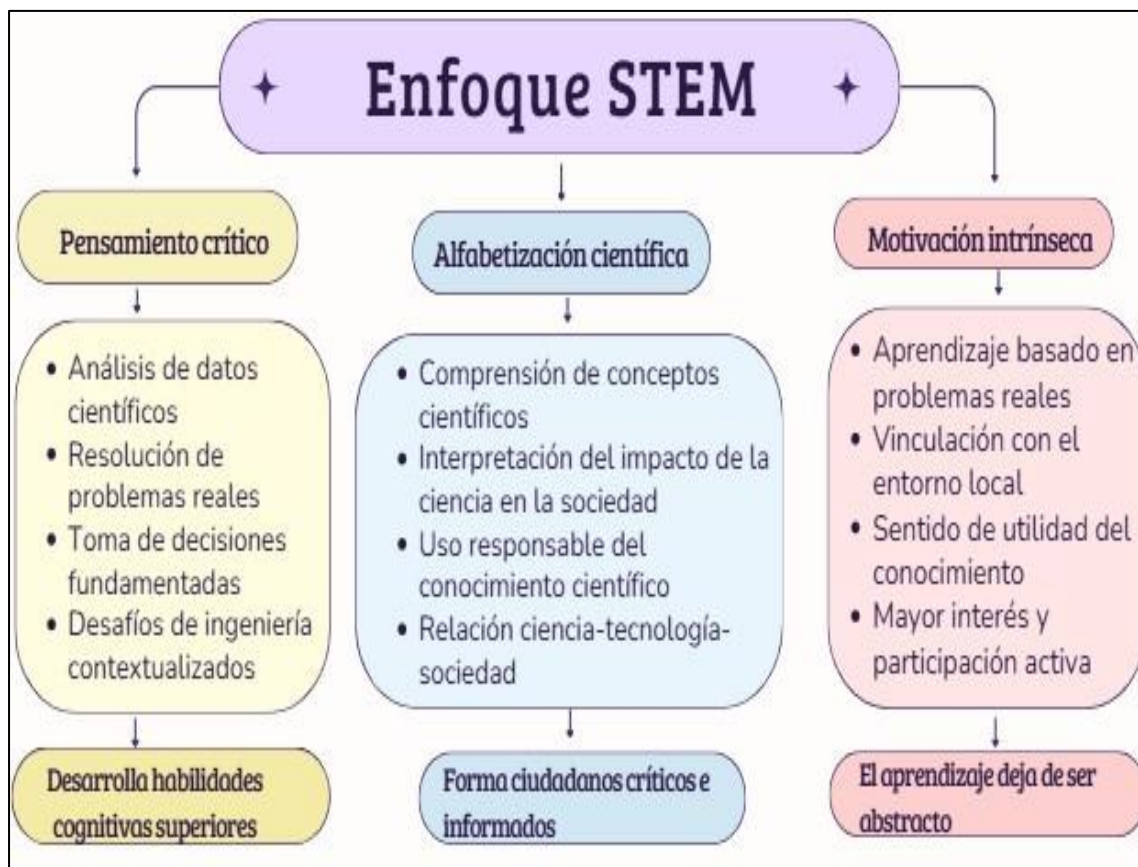 Enfoque STEM
Pensamiento crítico
• Análisis de datos
científicos
• Resolución de
problemas reales
• Toma de decisiones
fundamentadas
• Desafíos de ingeniería
contextualizados
Desarrolla habilidades
cognitivas superiores
Alfabetización científica
• Comprensión de conceptos
científicos
• Interpretación del impacto de la
ciencia en la sociedad
• Uso responsable del
conocimiento científico
• Relación ciencia-tecnología-
sociedad
Forma ciudadanos críticos e
informados
Motivación intrínseca
• Aprendizaje basado en
problemas reales
• Vinculación con el
entorno local
• Sentido de utilidad del
conocimiento
• Mayor interés y
participación activa
El aprendizaje deja de ser
abstracto